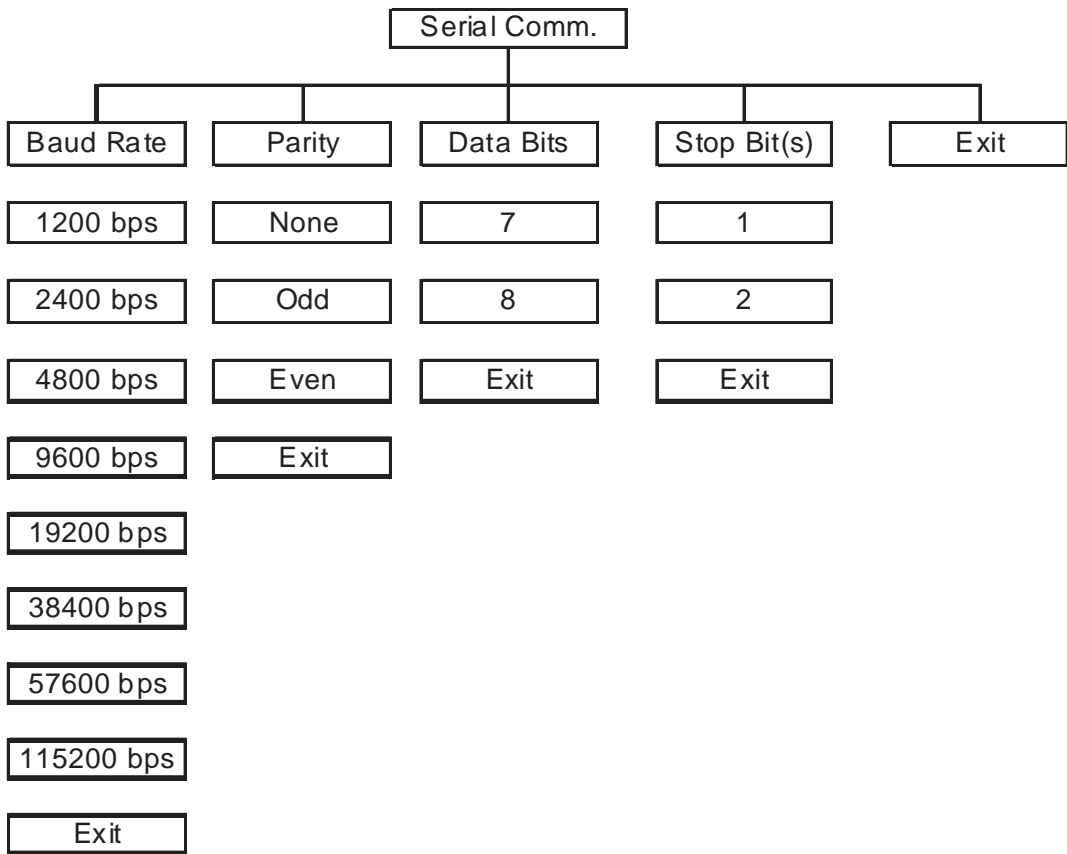 Serial Comm.
Baud Rate
Parity
Data Bits
Stop Bit(s)
Exit
1200 bps
None
7
1
2400 bps
Odd
8
2
4800 bps
Even
Exit
Exit
9600 bps
Exit
19200 bps
38400 bps
57600 bps
115200 bps
Exit